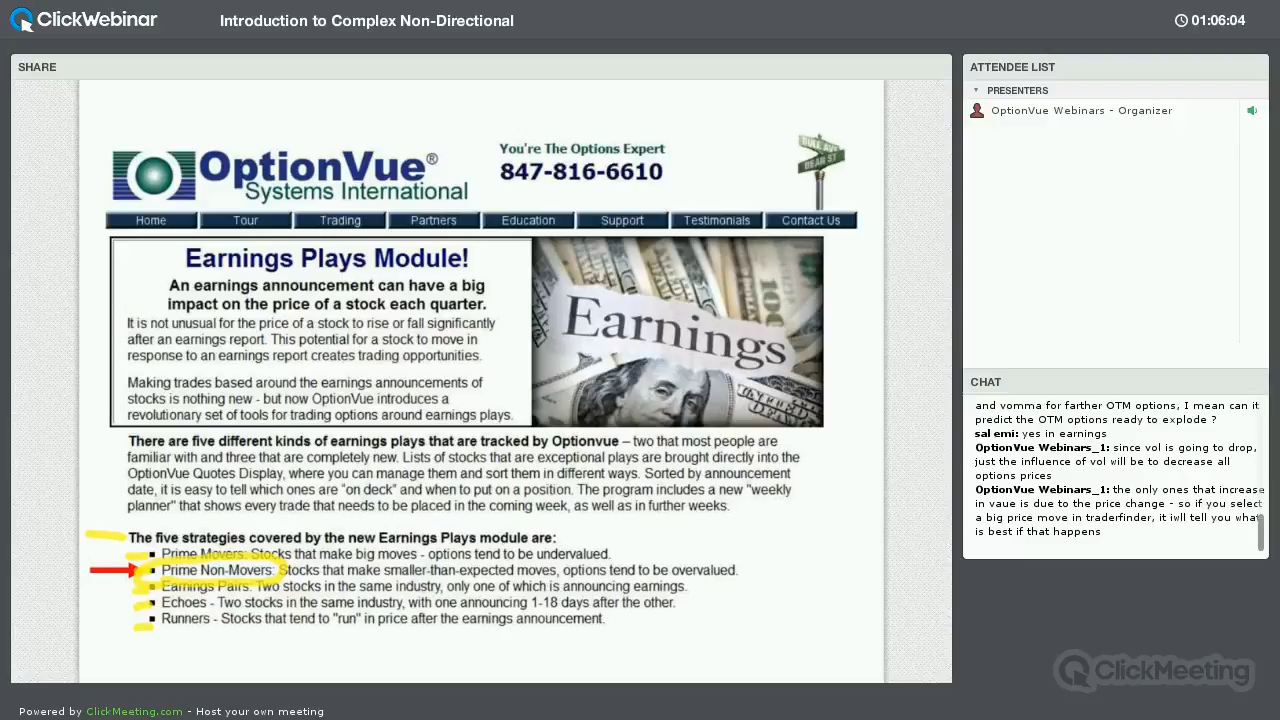 ClickWebinar
Introduction to Complex Non-Directional
01:06:04
SHARE
OptionVue®
Systems International
You're The Options Expert
847-816-6610
BULL AVE
BEAR ST
Home Tour Trading Partners Education Support Testimonials Contact Us
Earnings Plays Module!
An earnings announcement can have a big
impact on the price of a stock each quarter.
It is not unusual for the price of a stock to rise or fall significantly
after an earnings report. This potential for a stock to move in
response to an earnings report creates trading opportunities.
Making trades based around the earnings announcements of
stocks is nothing new - but now OptionVue introduces a
revolutionary set of tools for trading options around earnings plays.
Earnings
100
There are five different kinds of earnings plays that are tracked by Optionvue – two that most people are
familiar with and three that are completely new. Lists of stocks that are exceptional plays are brought directly into the
OptionVue Quotes Display, where you can manage them and sort them in different ways. Sorted by announcement
date, it is easy to tell which ones are "on deck" and when to put on a position. The program includes a new "weekly
planner" that shows every trade that needs to be placed in the coming week, as well as in further weeks.
The five strategies covered by the new Earnings Plays module are:
Prime Movers: Stocks that make big moves - options tend to be undervalued.
Prime Non-Movers: Stocks that make smaller-than-expected moves, options tend to be overvalued.
Earnings Pairs: Two stocks in the same industry, only one of which is announcing earnings.
Echoes - Two stocks in the same industry, with one announcing 1-18 days after the other.
Runners - Stocks that tend to "run" in price after the earnings announcement.
ATTENDEE LIST
PRESENTERS
OptionVue Webinars - Organizer
CHAT
and vomma for farther OTM options, I mean can it
predict the OTM options ready to explode ?
sal emi: yes in earnings
OptionVue Webinars_1: since vol is going to drop,
just the influence of vol will be to decrease all
options prices
OptionVue Webinars_1: the only ones that increase
in vaue is due to the price change - so if you select
a big price move in traderfinder, it iwll tell you what
is best if that happens
ClickMeeting
Powered by ClickMeeting.com - Host your own meeting